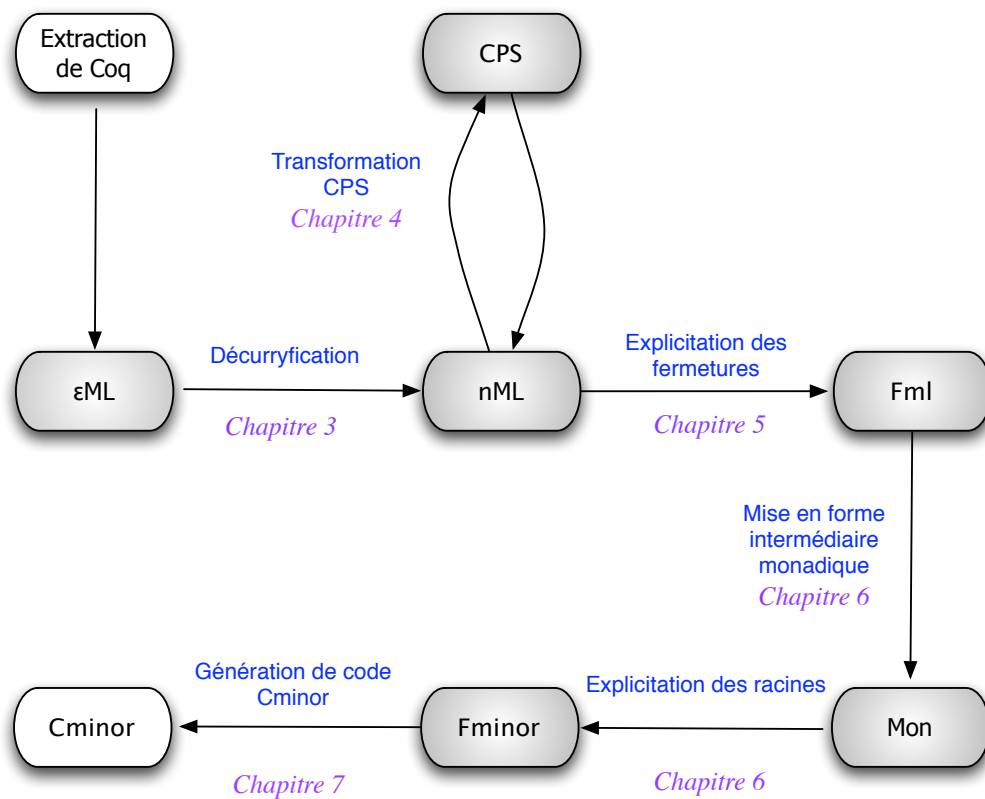 Extraction
de Coq
CPS
Transformation
CPS
Chapitre 4
εML
Décurryfication
Chapitre 3
nML
Explicitation des
fermetures
Chapitre 5
Fml
Mise en forme
intermédiaire
monadique
Chapitre 6
Cminor
Génération de code
Cminor
Chapitre 7
Fminor
Explicitation des racines
Chapitre 6
Mon